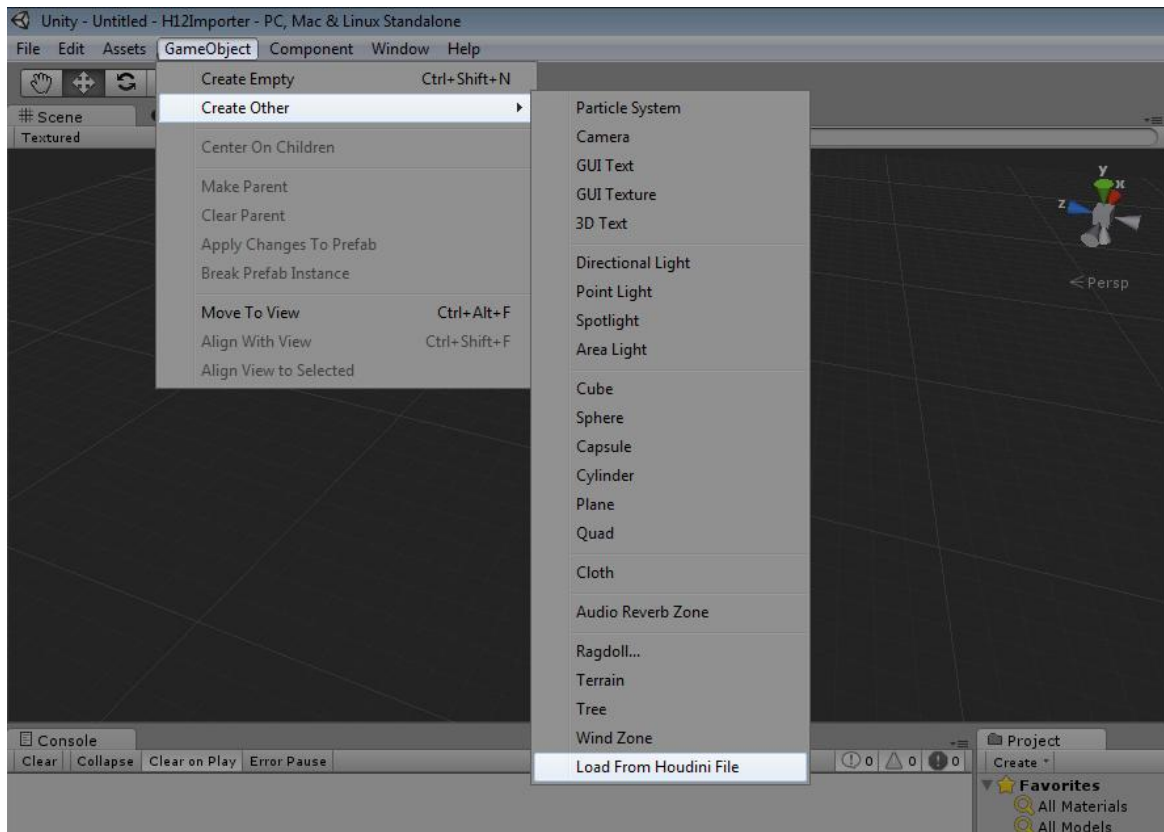 Unity - Untitled - H12Importer - PC, Mac & Linux Standalone
File Edit Assets GameObject Component Window Help
Create Empty Ctrl+Shift+N
Create Other
Center On Children
Make Parent
Clear Parent
Apply Changes To Prefab
Break Prefab Instance
Move To View Ctrl+Alt+F
Align With View Ctrl+Shift+F
Align View to Selected
Particle System
Camera
GUI Text
GUI Texture
3D Text
Directional Light
Point Light
Spotlight
Area Light
Cube
Sphere
Capsule
Cylinder
Plane
Quad
Cloth
Audio Reverb Zone
Ragdoll...
Terrain
Tree
Wind Zone
Load From Houdini File
# Scene
Textured
y
x
z
Persp
Console
Clear Collapse Clear on Play Error Pause
0 0 0
Project
Create
Favorites
All Materials
All Models